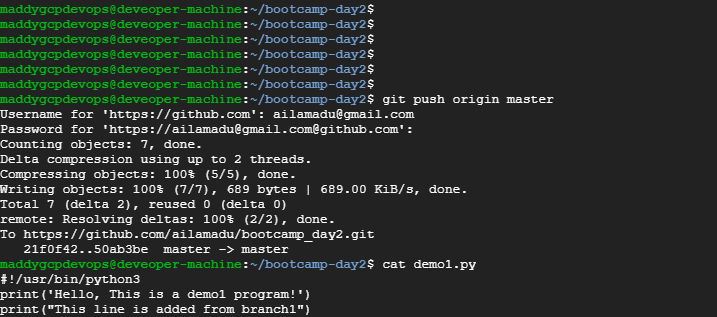 maddygcpdevops@deveoper-machine:~/bootcamp-day2$
maddygcpdevops@deveoper-machine:~/bootcamp-day2$
maddygcpdevops@deveoper-machine:~/bootcamp-day2$
maddygcpdevops@deveoper-machine:~/bootcamp-day2$
maddygcpdevops@deveoper-machine:~/bootcamp-day2$
maddygcpdevops@deveoper-machine:~/bootcamp-day2$
maddygcpdevops@deveoper-machine:~/bootcamp-day2$ git push origin master
Username for 'https://github.com': ailamadu@gmail.com
Password for 'https://ailamadu@gmail.com@github.com':
Counting objects: 7, done.
Delta compression using up to 2 threads.
Compressing objects: 100% (5/5), done.
Writing objects: 100% (7/7), 689 bytes | 689.00 KiB/s, done.
Total 7 (delta 2), reused 0 (delta 0)
remote: Resolving deltas: 100% (2/2), done.
To https://github.com/ailamadu/bootcamp_day2.git
   21f0f42..50ab3be  master -> master
maddygcpdevops@deveoper-machine:~/bootcamp-day2$ cat demo1.py
#!/usr/bin/python3
print('Hello, This is a demo1 program!')
print("This line is added from branch1")